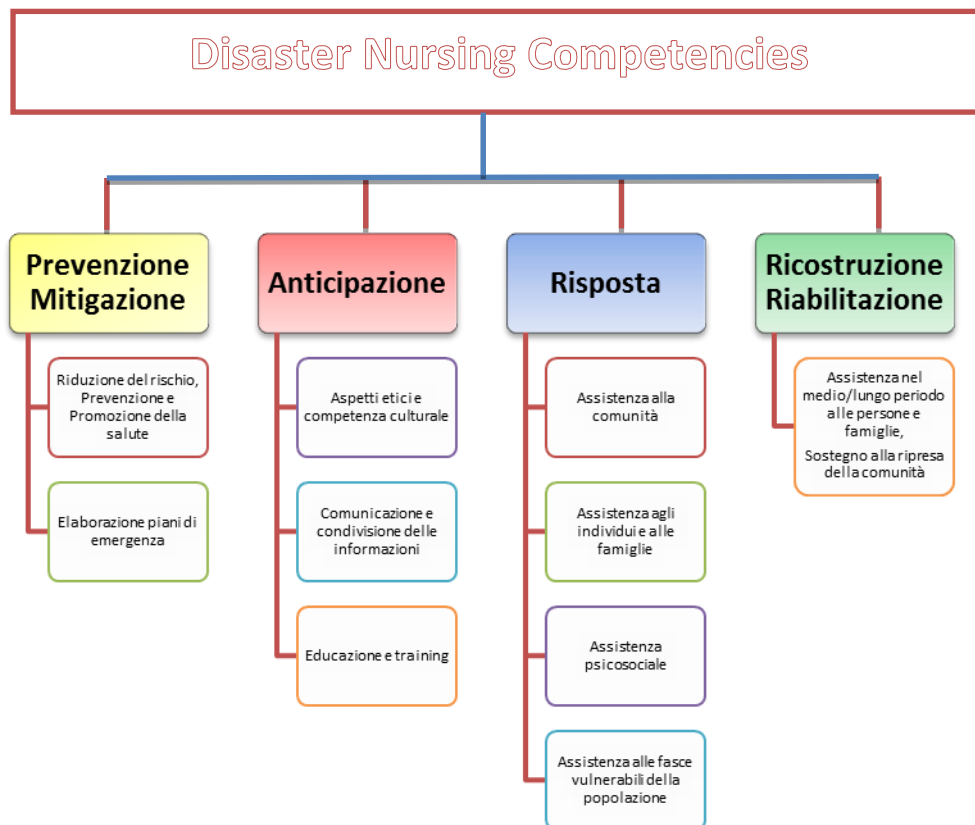 Disaster Nursing Competencies
Prevenzione
Mitigazione
Riduzione del rischio,
Prevenzione e
Promozione della
salute
Elaborazione piani di
emergenza
Anticipazione
Aspetti etici e
competenza culturale
Comunicazione e
condivisione delle
informazioni
Educazione e training
Risposta
Assistenza alla
comunità
Assistenza agli
individui e alle
famiglie
Assistenza
psicosociale
Assistenza alle fasce
vulnerabili della
popolazione
Ricostruzione
Riabilitazione
Assistenza nel
medio/lungo periodo
alle persone e
famiglie,
Sostegno alla ripresa
della comunità